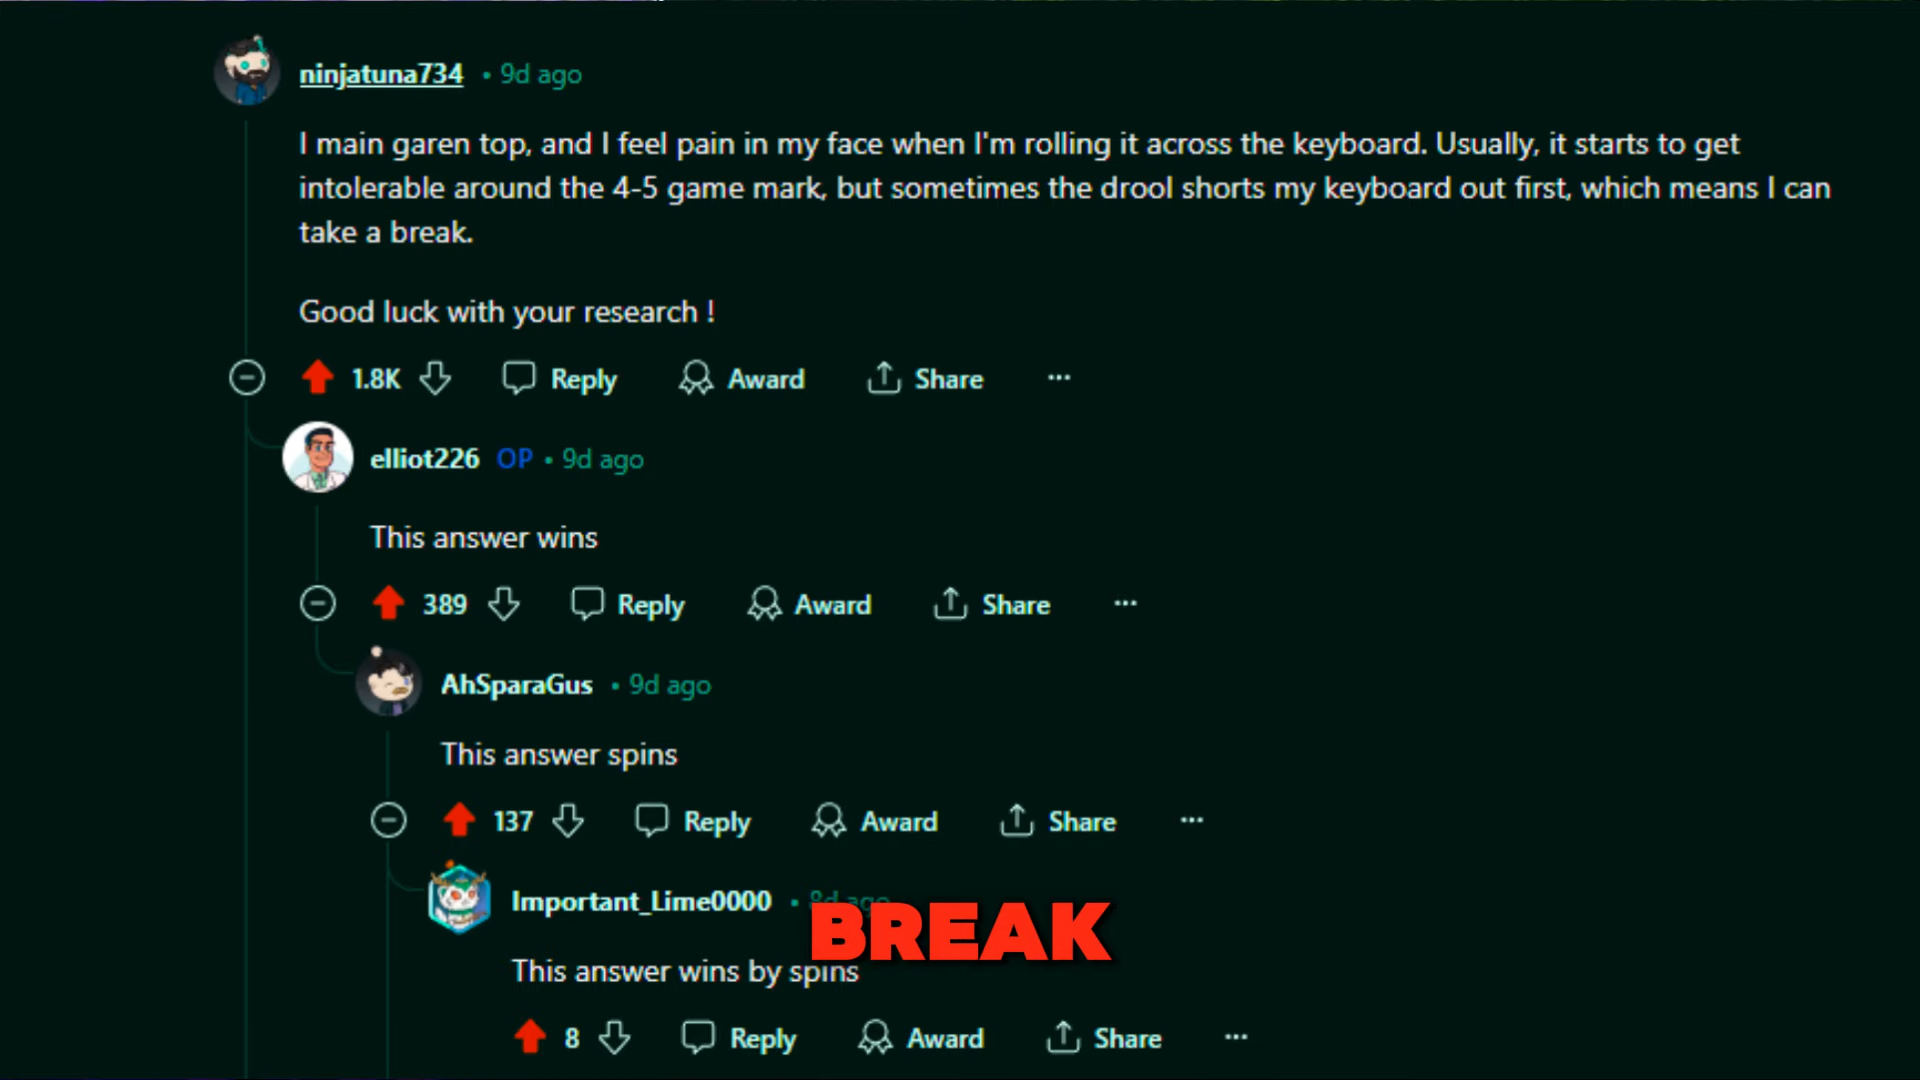 ninjatuna734 • 9d ago
I main garen top, and I feel pain in my face when I'm rolling it across the keyboard. Usually, it starts to get
intolerable around the 4-5 game mark, but sometimes the drool shorts my keyboard out first, which means I can
take a break.
Good luck with your research !
1.8K Reply Award Share ...
elliot226 OP • 9d ago
This answer wins
389 Reply Award Share ...
AhSparaGus • 9d ago
This answer spins
137 Reply Award Share ...
Important_Lime0000 • 8d ago
BREAK
This answer wins by spins
8 Reply Award Share ...